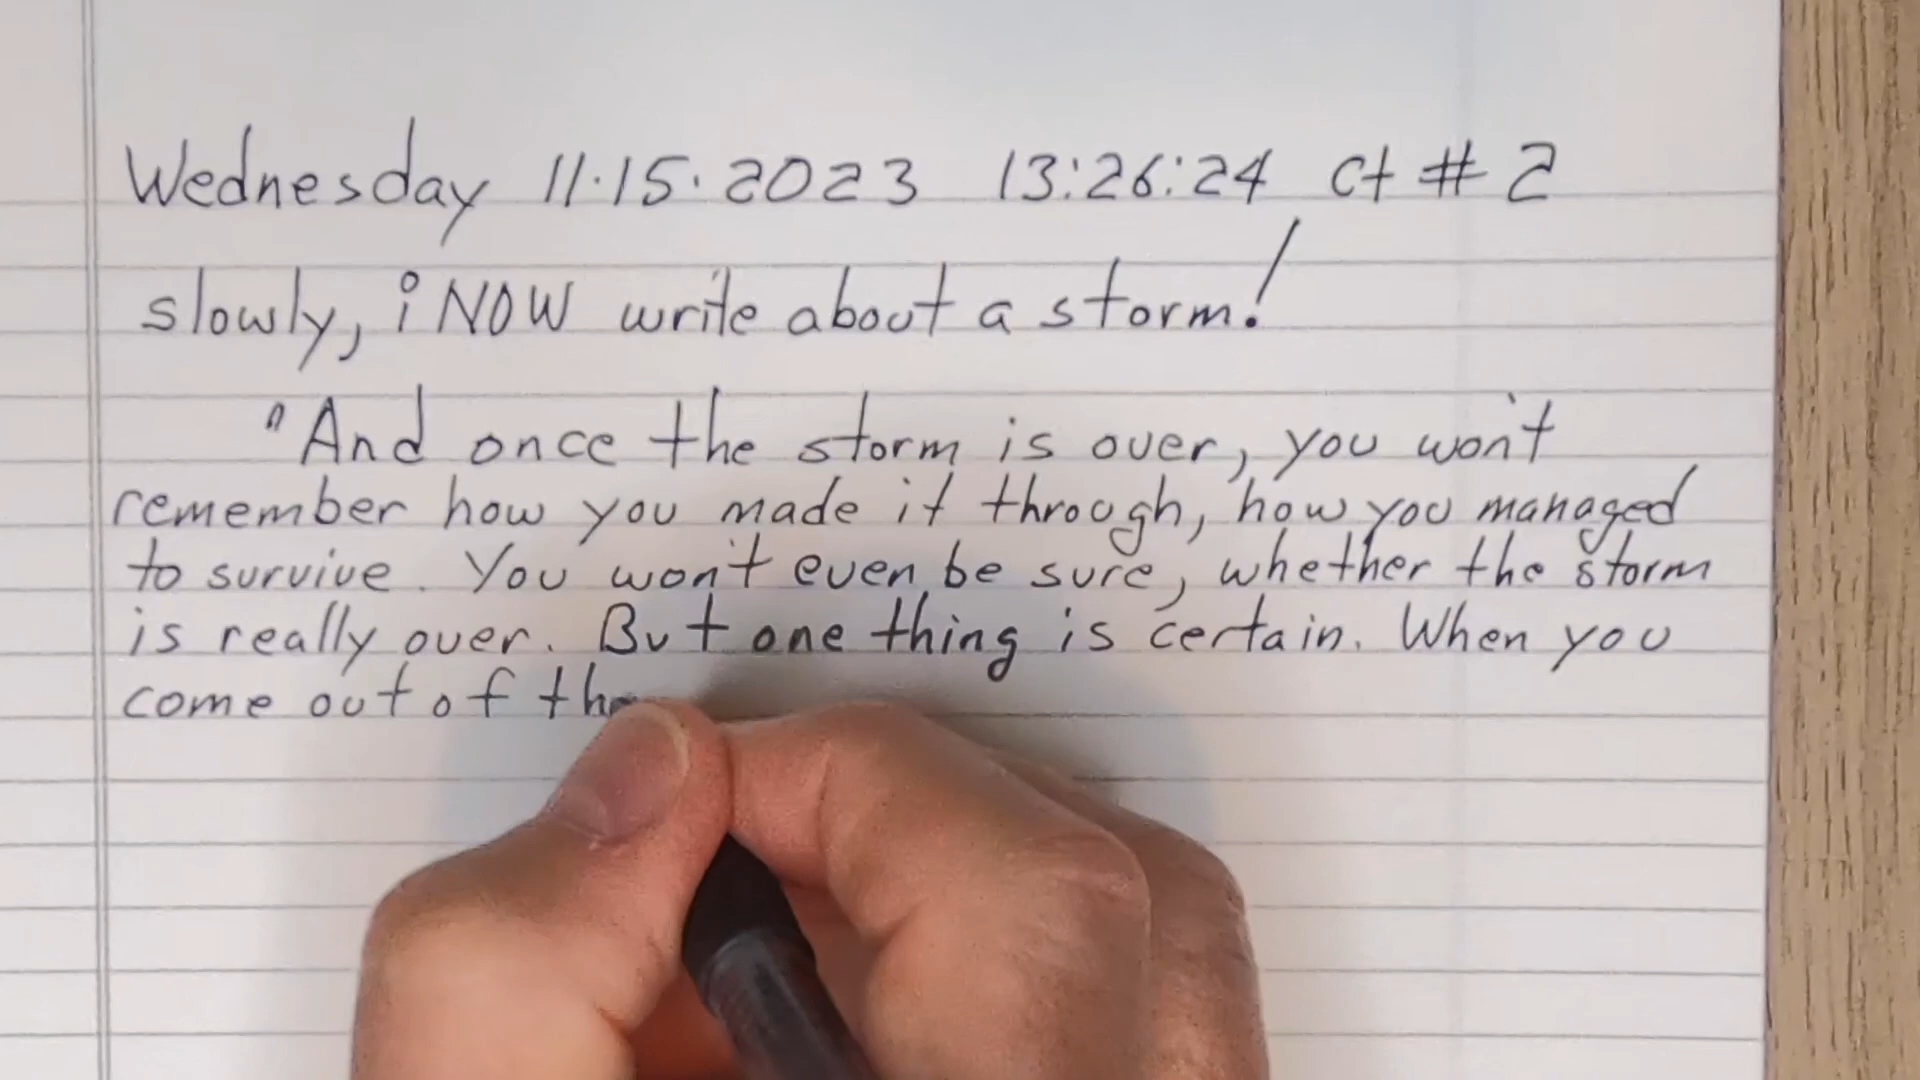 Wednesday 11·15·2023 13:26:24 ct # 2
slowly, i NOW write about a storm!
"And once the storm is over, you won't
remember how you made it through, how you managed
to survive. You won't even be sure, whether the storm
is really over. But one thing is certain. When you
come out of